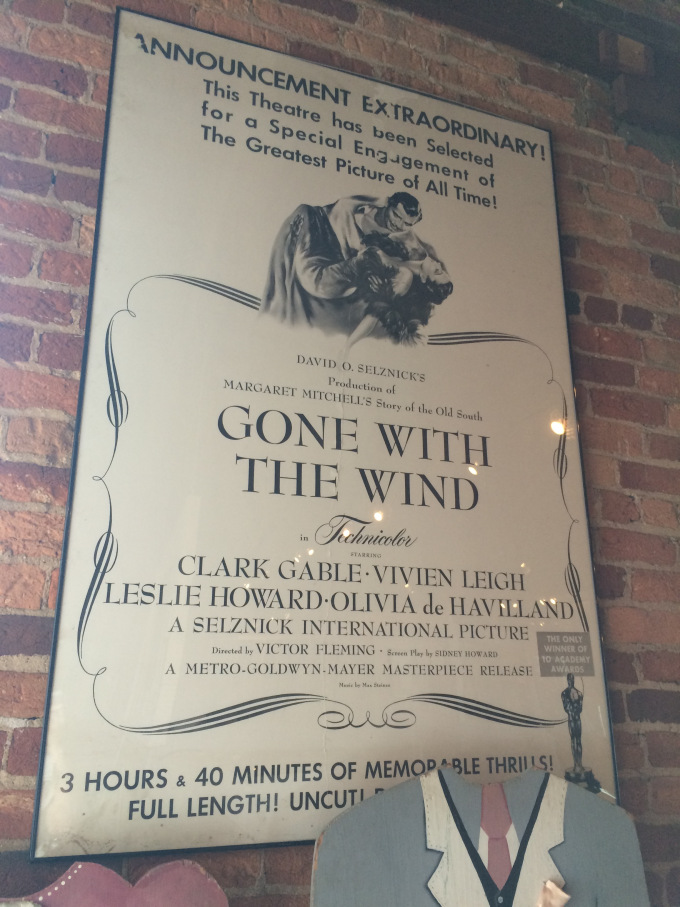 ANNOUNCEMENT EXTRAORDINARY!
This Theatre has been Selected
for a Special Engagement of
The Greatest Picture of All Time!
DAVID O. SELZNICK'S
Production of
MARGARET MITCHELL'S Story of the Old South
GONE WITH
THE WIND
in Technicolor
STARRING
CLARK GABLE · VIVIEN LEIGH
LESLIE HOWARD · OLIVIA de HAVILLAND
A SELZNICK INTERNATIONAL PICTURE
Directed by VICTOR FLEMING · Screen Play by SIDNEY HOWARD
A METRO-GOLDWYN-MAYER MASTERPIECE RELEASE
Music by Max Steiner
THE ONLY
WINNER OF
10 ACADEMY
AWARDS
3 HOURS & 40 MINUTES OF MEMORABLE THRILLS!
FULL LENGTH! UNCUT!